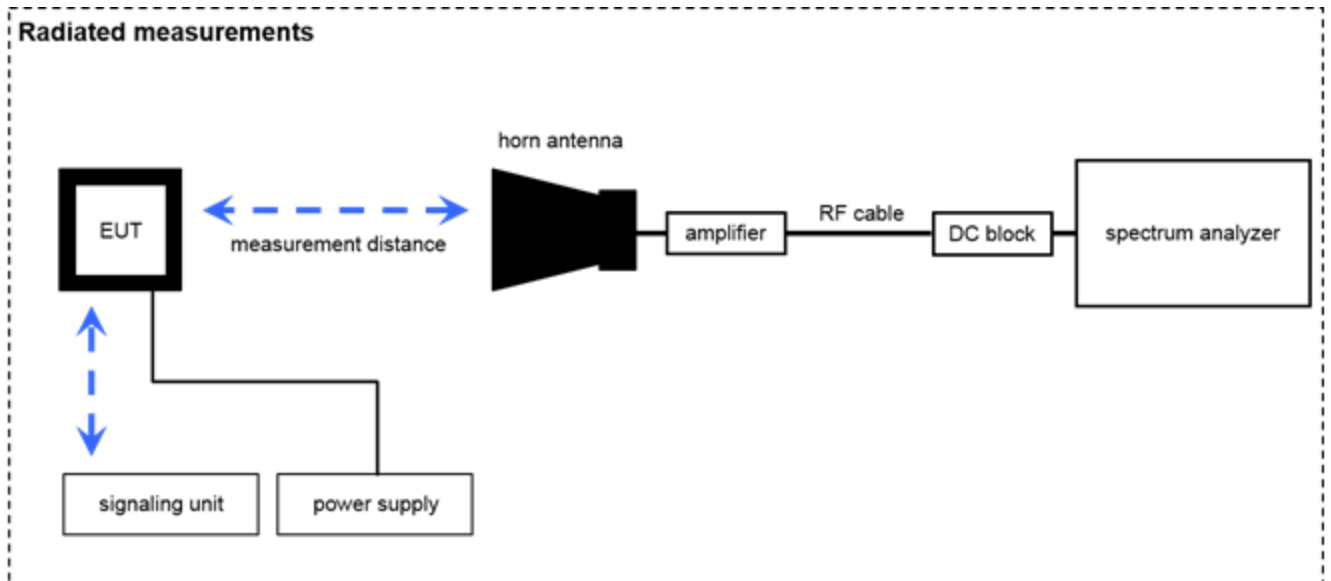 Radiated measurements
horn antenna
EUT
measurement distance
amplifier
RF cable
DC block
spectrum analyzer
signaling unit
power supply